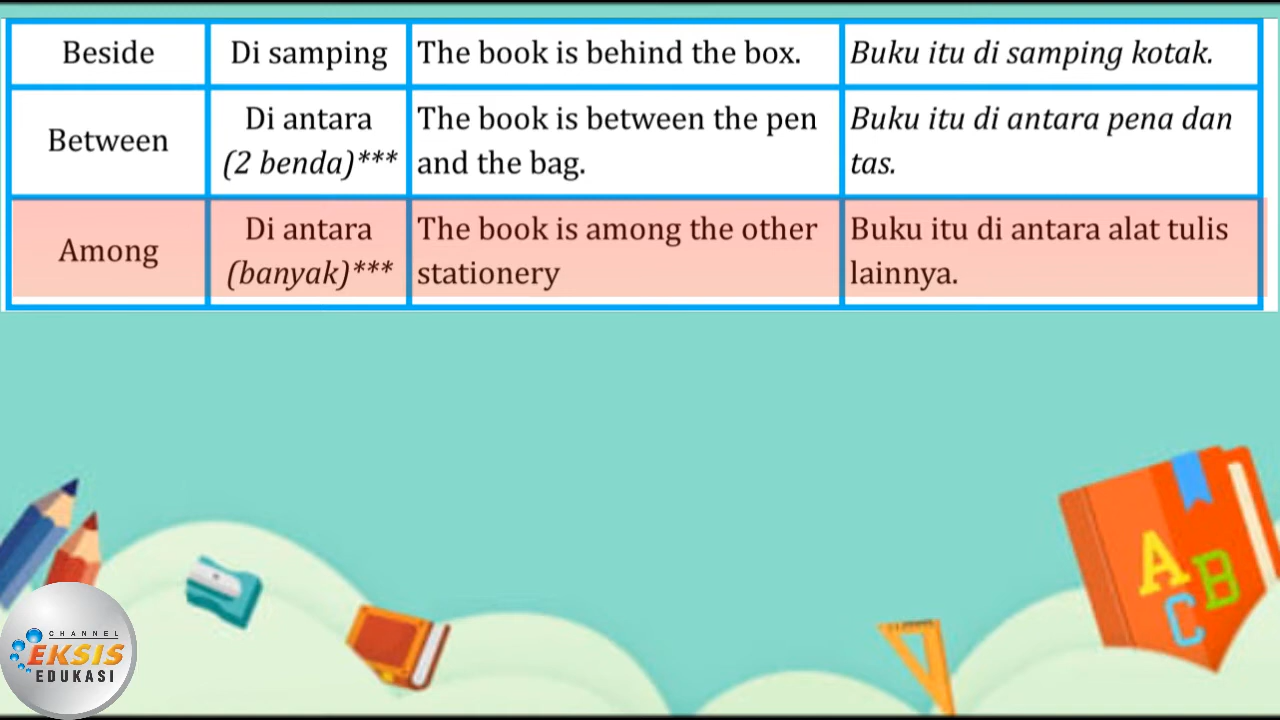 Beside
Di samping
The book is behind the box.
Buku itu di samping kotak.
Between
Di antara
(2 benda)***
The book is between the pen
and the bag.
Buku itu di antara pena dan
tas.
Among
Di antara
(banyak)***
The book is among the other
stationery
Buku itu di antara alat tulis
lainnya.
A
B
C
CHANNEL
EKSIS
EDUKASI